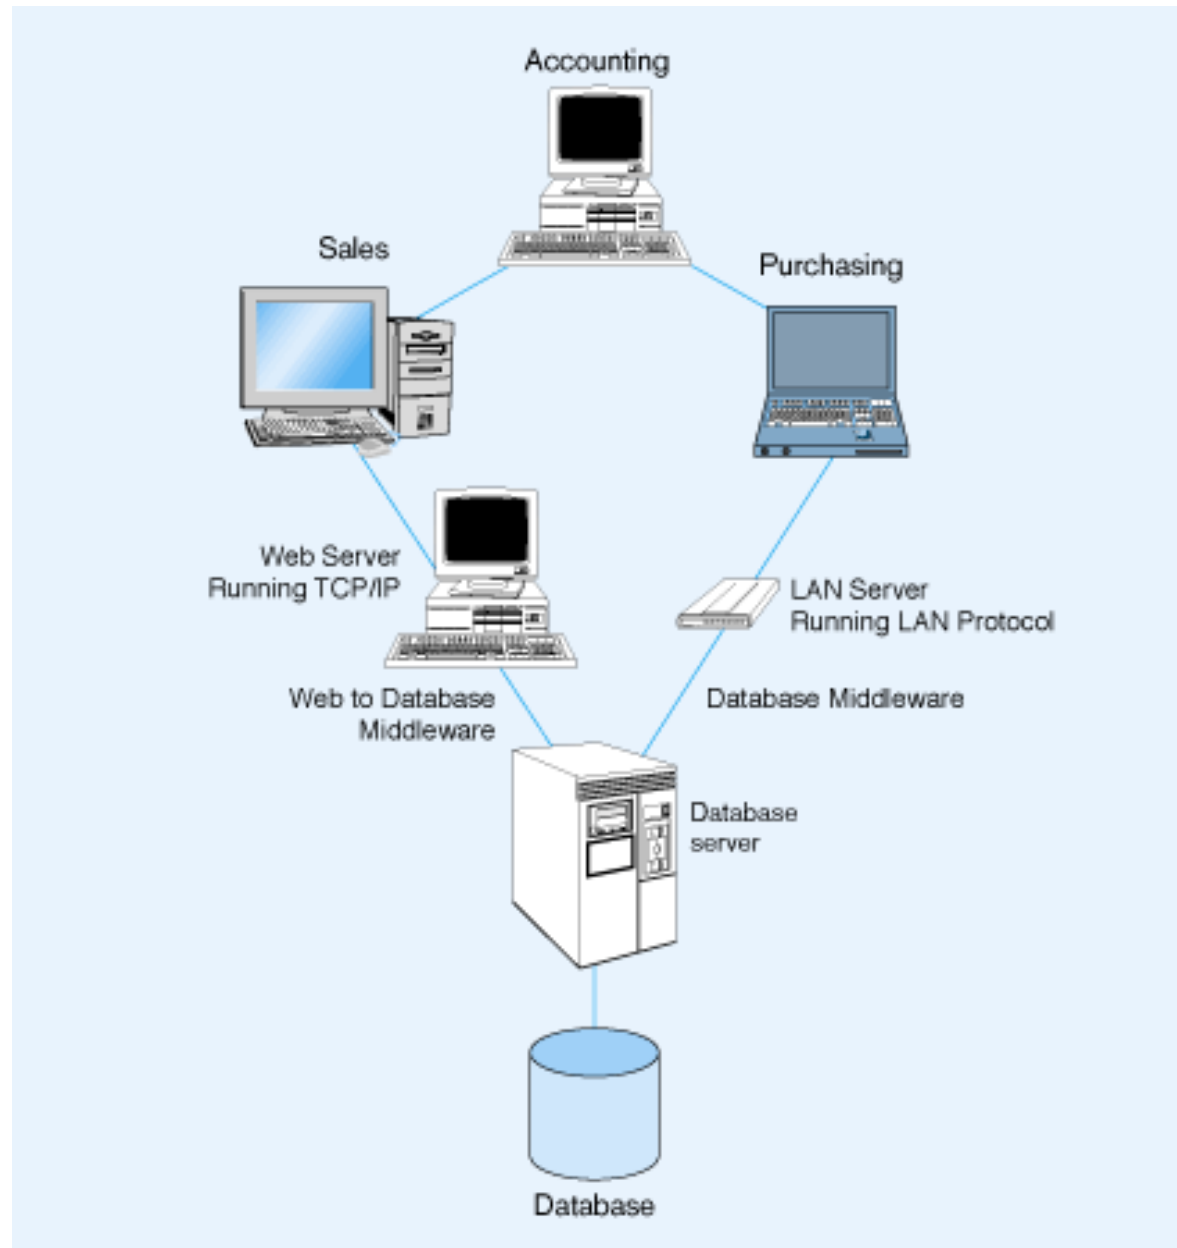 Accounting
Sales
Purchasing
Web Server
Running TCP/IP
LAN Server
Running LAN Protocol
Web to Database
Middleware
Database Middleware
Database
server
Database